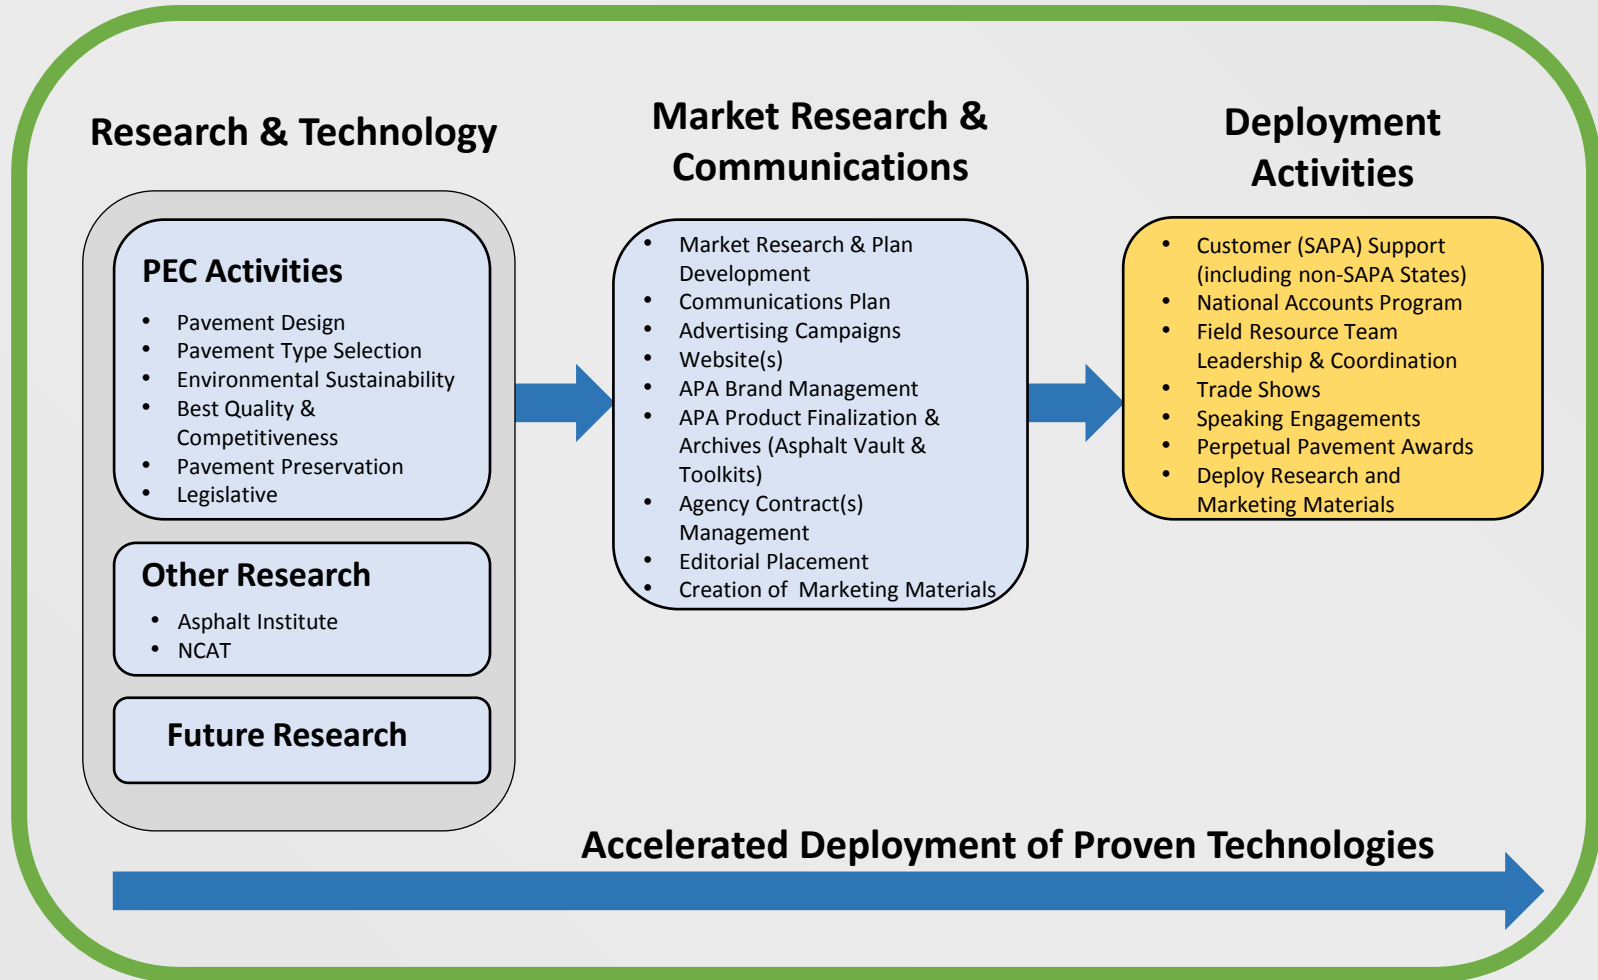 Research & Technology
PEC Activities
• Pavement Design
• Pavement Type Selection
• Environmental Sustainability
• Best Quality &
Competitiveness
• Pavement Preservation
• Legislative
Other Research
• Asphalt Institute
• NCAT
Future Research
Market Research &
Communications
• Market Research & Plan
Development
• Communications Plan
• Advertising Campaigns
• Website(s)
• APA Brand Management
• APA Product Finalization &
Archives (Asphalt Vault &
Toolkits)
• Agency Contract(s)
Management
• Editorial Placement
• Creation of Marketing Materials
Deployment
Activities
• Customer (SAPA) Support
(including non-SAPA States)
• National Accounts Program
• Field Resource Team
Leadership & Coordination
• Trade Shows
• Speaking Engagements
• Perpetual Pavement Awards
• Deploy Research and
Marketing Materials
Accelerated Deployment of Proven Technologies